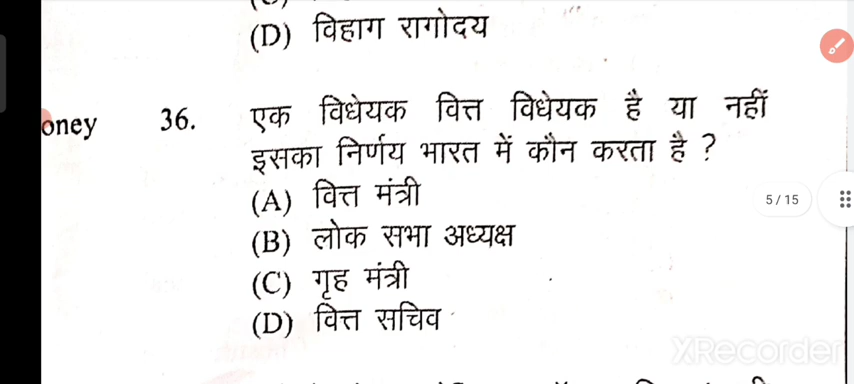 (D) विहाग रागोदय
oney 36. एक विधेयक वित्त विधेयक है या नहीं
इसका निर्णय भारत में कौन करता है ?
(A) वित्त मंत्री
5 / 15
(B) लोक सभा अध्यक्ष
(C) गृह मंत्री
(D) वित्त सचिव
XRecorder